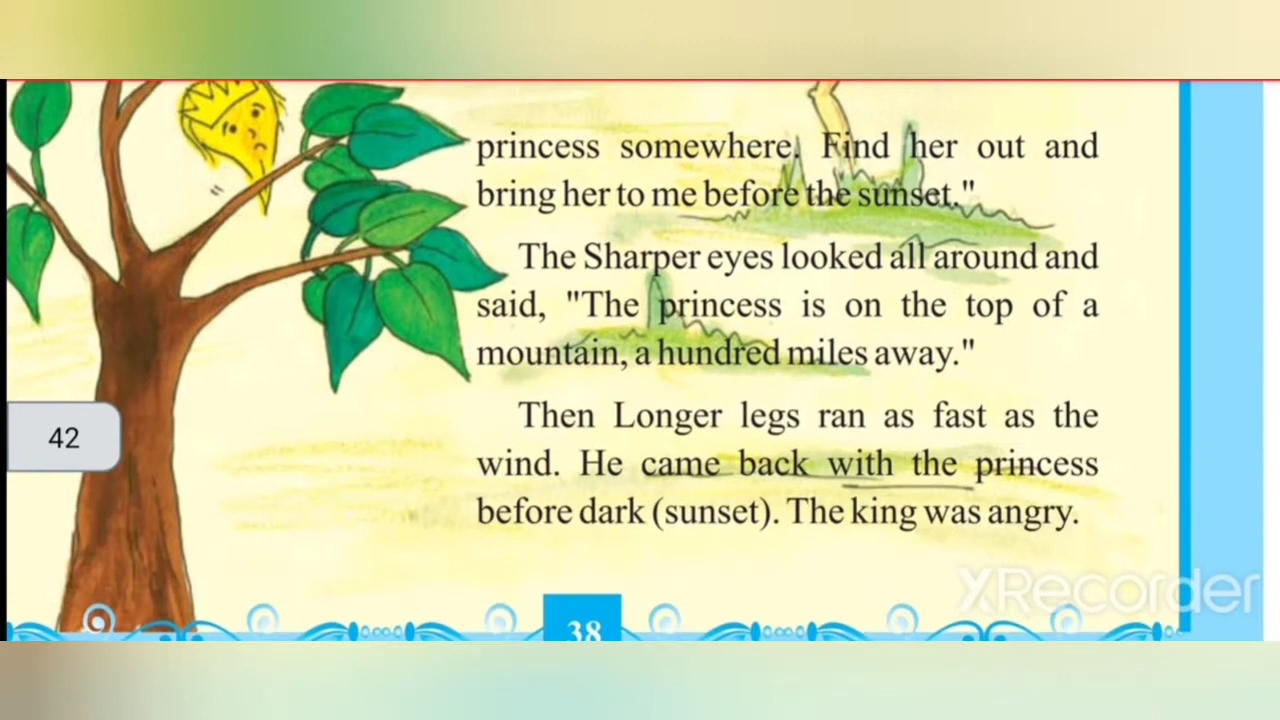 princess somewhere. Find her out and
bring her to me before the sunset."
The Sharper eyes looked all around and
said, "The princess is on the top of a
mountain, a hundred miles away."
Then Longer legs ran as fast as the
wind. He came back with the princess
before dark (sunset). The king was angry.
42
XRecorder
38